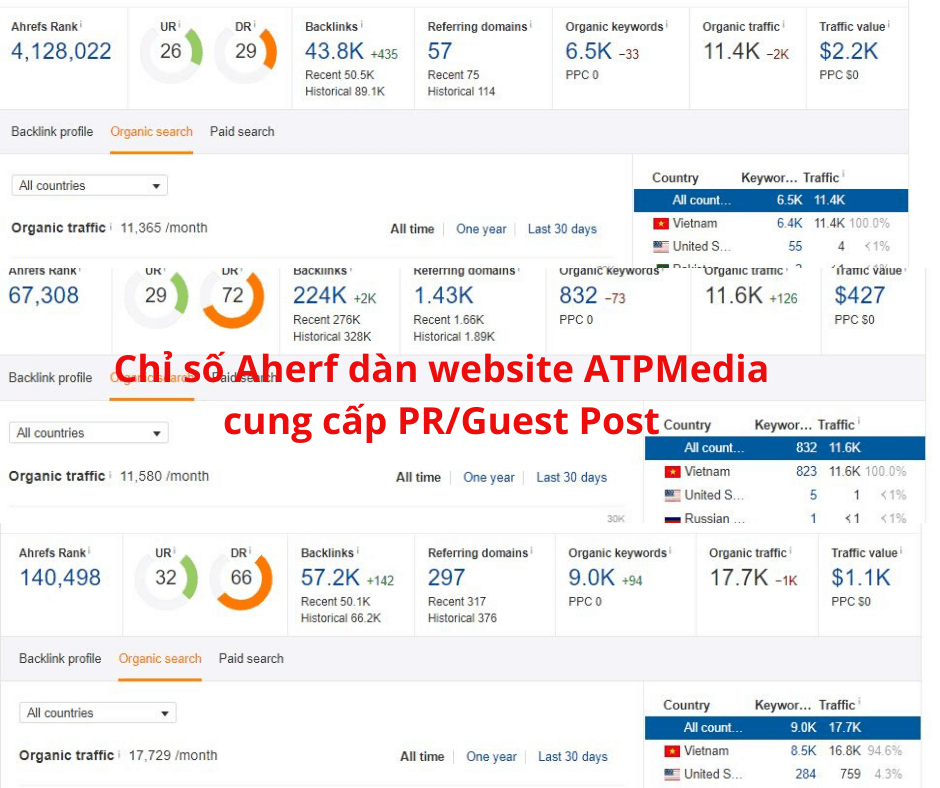 Ahrefs Rank UR DR Backlinks Referring domains Organic keywords Organic traffic Traffic value
4,128,022 26 29 43.8K +435 57 6.5K −33 11.4K −2K $2.2K
Recent 50.5K Recent 75 PPC 0 PPC $0
Historical 89.1K Historical 114
Backlink profile Organic search Paid search
Country Keywor... Traffic
All countries All count... 6.5K 11.4K
Organic traffic 11,365 /month All time One year Last 30 days Vietnam 6.4K 11.4K 100.0%
United S... 55 4 <1%
Ahrefs Rank UR DR Backlinks Referring domains Organic keywords Organic traffic Traffic value
67,308 29 72 224K +2K 1.43K 832 −73 11.6K +126 $427
Recent 276K Recent 1.66K PPC 0 PPC $0
Historical 328K Historical 1.89K
Chỉ số Aherf dàn website ATPMedia
Backlink profile Organic search Paid search
cung cấp PR/Guest Post
Country Keywor... Traffic
All countries All count... 832 11.6K
Organic traffic 11,580 /month All time One year Last 30 days Vietnam 823 11.6K 100.0%
United S... 5 1 <1%
30K Russian ... 1 <1 <1%
Ahrefs Rank UR DR Backlinks Referring domains Organic keywords Organic traffic Traffic value
140,498 32 66 57.2K +142 297 9.0K +94 17.7K −1K $1.1K
Recent 50.1K Recent 317 PPC 0 PPC $0
Historical 66.2K Historical 376
Backlink profile Organic search Paid search
Country Keywor... Traffic
All countries All count... 9.0K 17.7K
Organic traffic 17,729 /month All time One year Last 30 days Vietnam 8.5K 16.8K 94.6%
United S... 284 759 4.3%